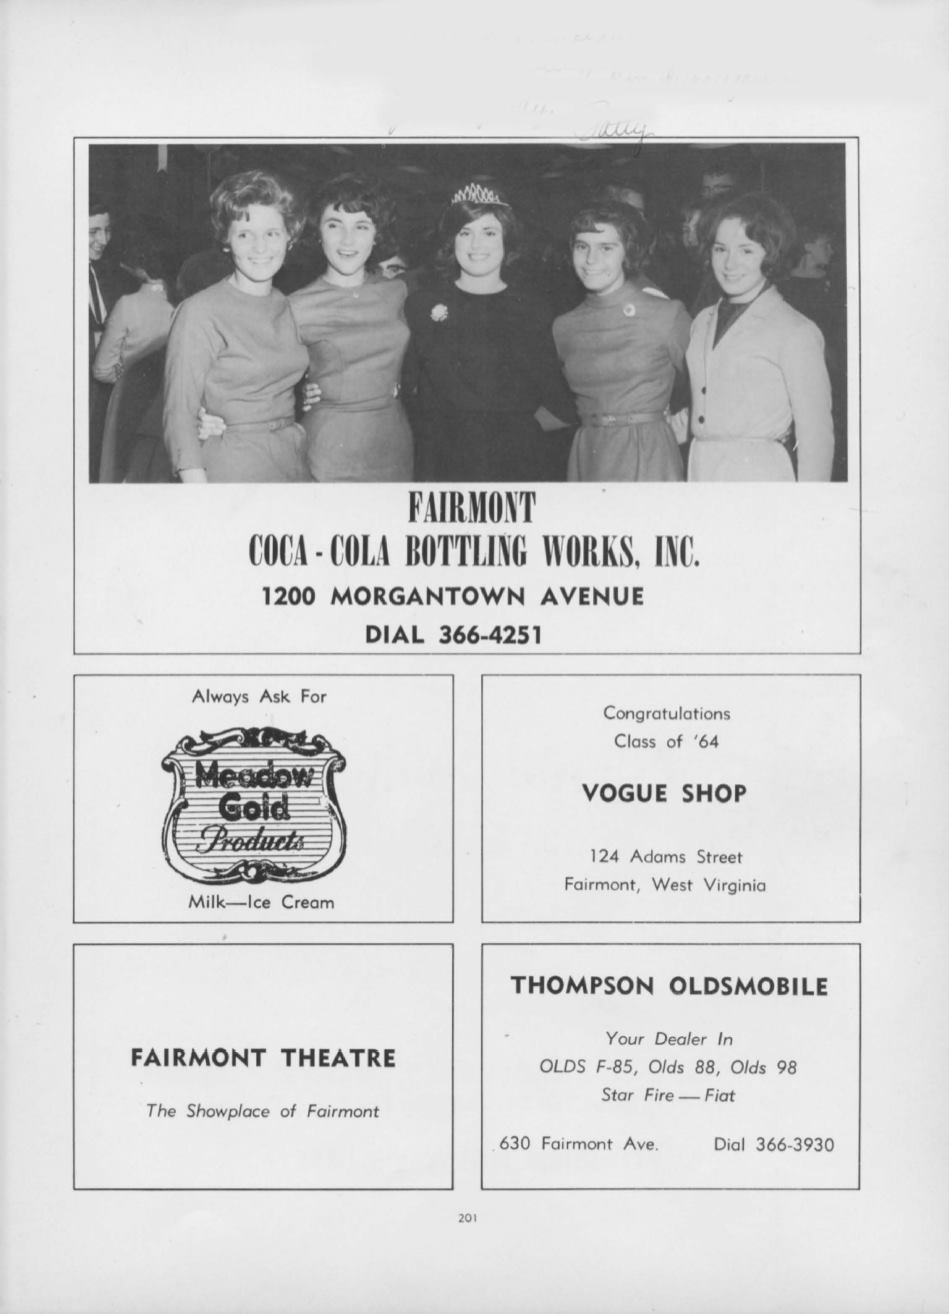 Patty
FAIRMONT
COCA - COLA BOTTLING WORKS, INC.
1200 MORGANTOWN AVENUE
DIAL 366-4251
Always Ask For
Meadow
Gold
Products
Milk—Ice Cream
Congratulations
Class of '64
VOGUE SHOP
124 Adams Street
Fairmont, West Virginia
FAIRMONT THEATRE
The Showplace of Fairmont
THOMPSON OLDSMOBILE
Your Dealer In
OLDS F-85, Olds 88, Olds 98
Star Fire — Fiat
630 Fairmont Ave. Dial 366-3930
201